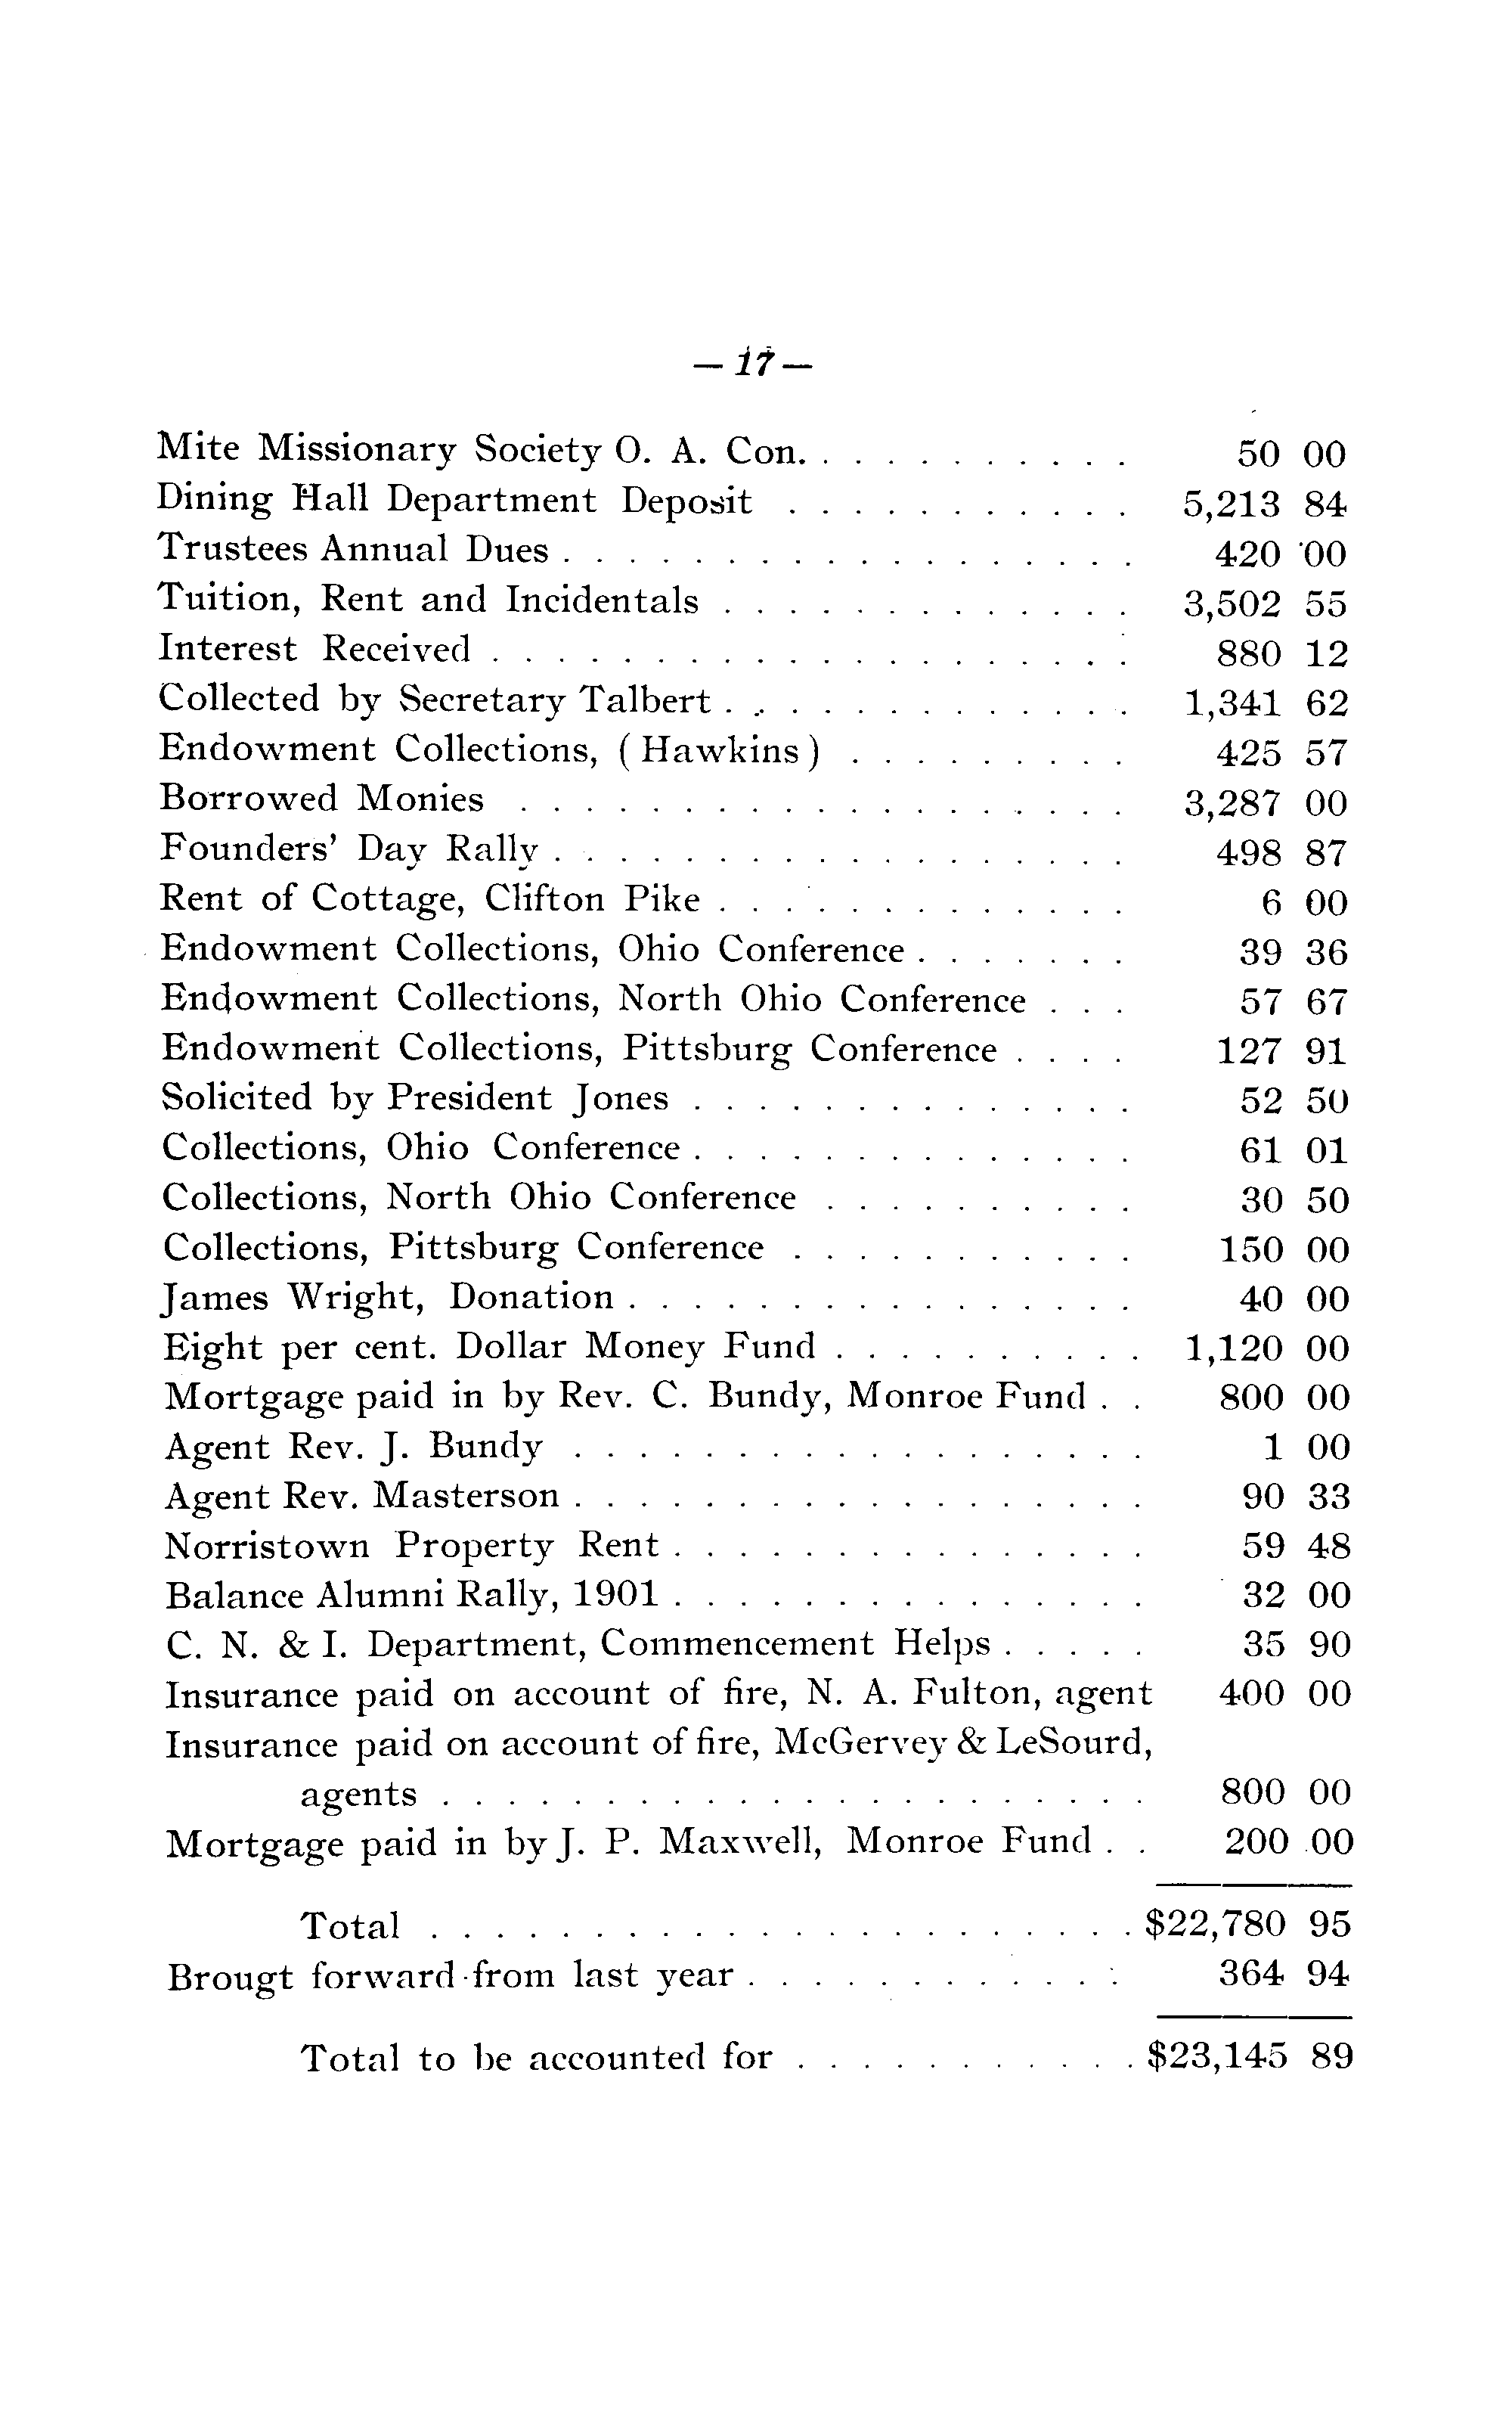 — 17 —
Mite Missionary Society O. A. Con. . . . . . . . . . . 50 00
Dining Hall Department Deposit . . . . . . . . . . . 5,213 84
Trustees Annual Dues . . . . . . . . . . . . . . . . . . 420 00
Tuition, Rent and Incidentals . . . . . . . . . . . . . 3,502 55
Interest Received . . . . . . . . . . . . . . . . . . . . 880 12
Collected by Secretary Talbert . . . . . . . . . . . . . 1,341 62
Endowment Collections, (Hawkins) . . . . . . . . . 425 57
Borrowed Monies . . . . . . . . . . . . . . . . . . . 3,287 00
Founders' Day Rally . . . . . . . . . . . . . . . . . . 498 87
Rent of Cottage, Clifton Pike . . . . . . . . . . . . . 6 00
Endowment Collections, Ohio Conference . . . . . . . 39 36
Endowment Collections, North Ohio Conference . . . 57 67
Endowment Collections, Pittsburg Conference . . . . 127 91
Solicited by President Jones . . . . . . . . . . . . . . 52 50
Collections, Ohio Conference . . . . . . . . . . . . . . 61 01
Collections, North Ohio Conference . . . . . . . . . . 30 50
Collections, Pittsburg Conference . . . . . . . . . . . 150 00
James Wright, Donation . . . . . . . . . . . . . . . . 40 00
Eight per cent. Dollar Money Fund . . . . . . . . . . 1,120 00
Mortgage paid in by Rev. C. Bundy, Monroe Fund . . 800 00
Agent Rev. J. Bundy . . . . . . . . . . . . . . . . . . 1 00
Agent Rev. Masterson . . . . . . . . . . . . . . . . . . 90 33
Norristown Property Rent . . . . . . . . . . . . . . . 59 48
Balance Alumni Rally, 1901 . . . . . . . . . . . . . . . 32 00
C. N. & I. Department, Commencement Helps . . . . . 35 90
Insurance paid on account of fire, N. A. Fulton, agent 400 00
Insurance paid on account of fire, McGervey & LeSourd,
agents . . . . . . . . . . . . . . . . . . . . . . 800 00
Mortgage paid in by J. P. Maxwell, Monroe Fund . . 200 00
Total . . . . . . . . . . . . . . . . . . . . . . $22,780 95
Brougt forward from last year . . . . . . . . . . . . 364 94
Total to be accounted for . . . . . . . . . . . $23,145 89